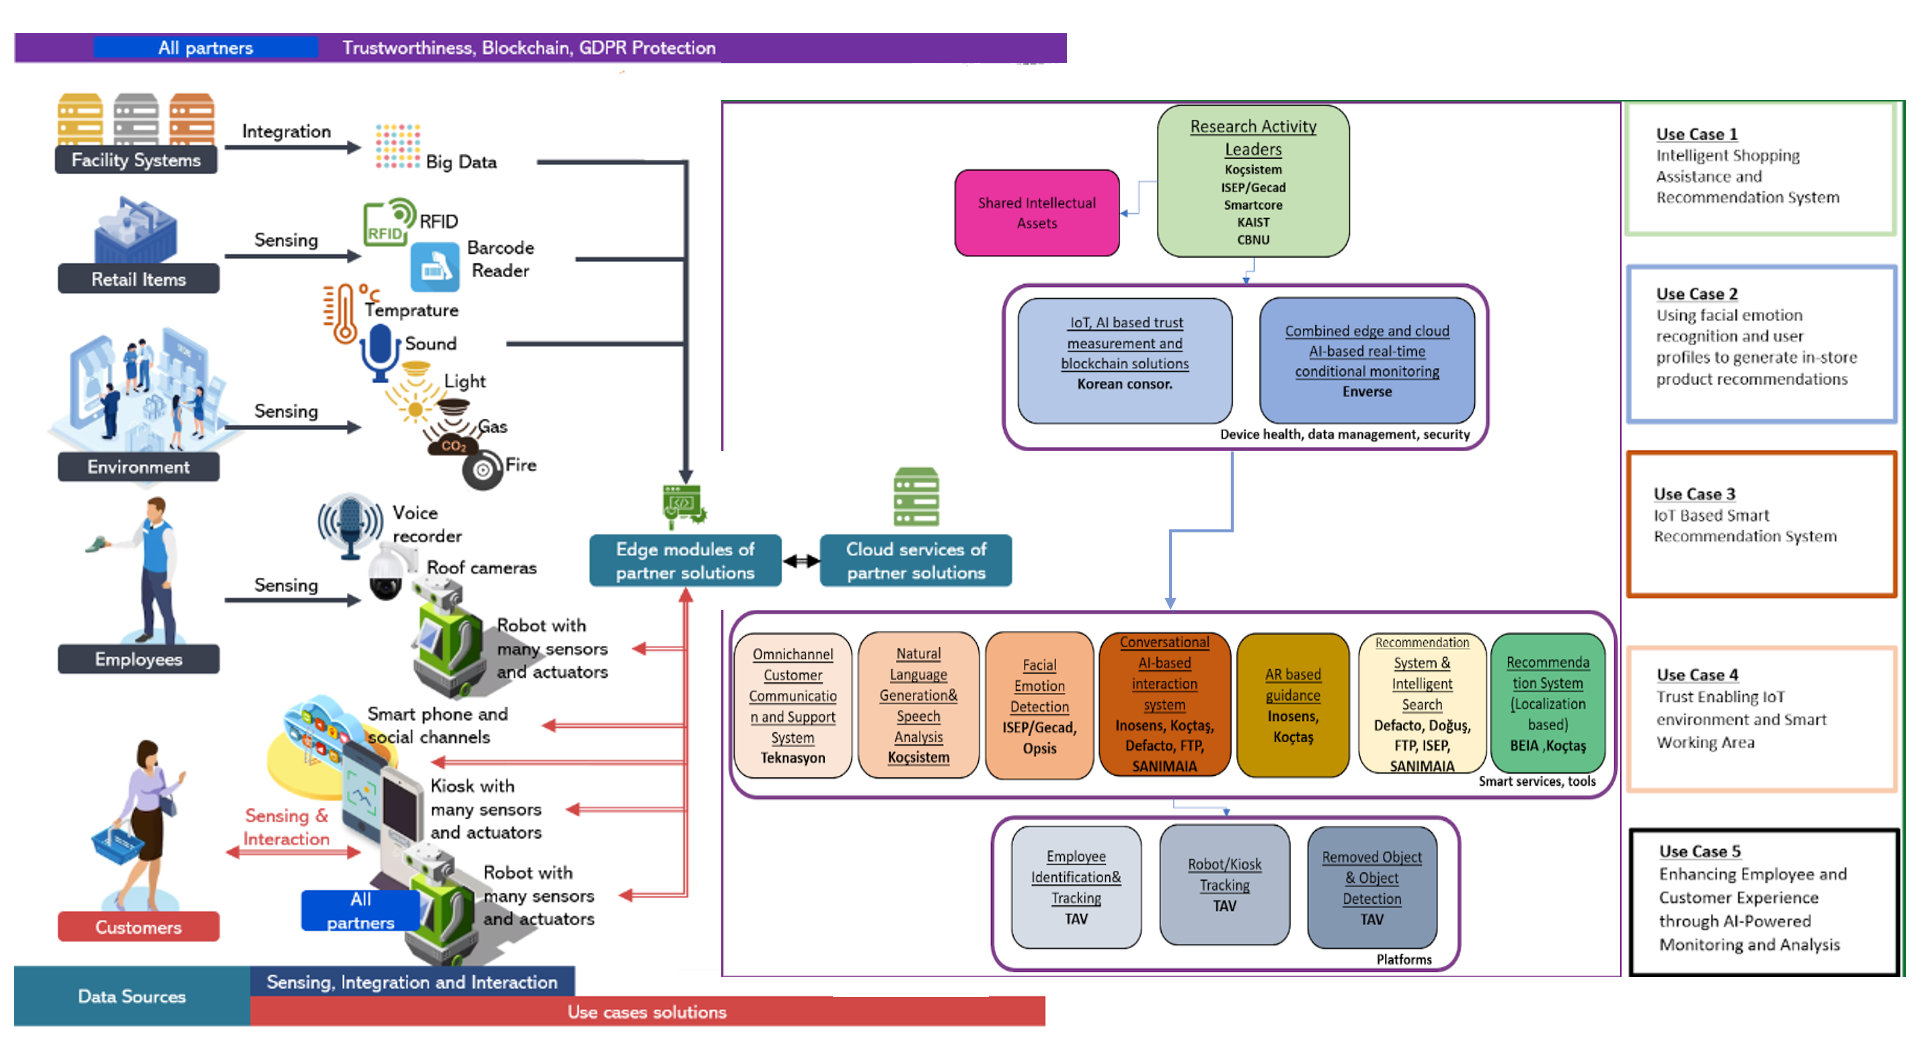 All partners
Trustworthiness, Blockchain, GDPR Protection
Facility Systems
Integration
Big Data
Retail Items
Sensing
RFID
RFID
Barcode
Reader
°C
Temprature
Sound
Light
Gas
CO₂
Fire
Environment
Sensing
Voice
recorder
Roof cameras
Employees
Sensing
Robot with
many sensors
and actuators
Smart phone and
social channels
Kiosk with
many sensors
and actuators
Customers
Sensing &
Interaction
Robot with
many sensors
and actuators
All
partners
Edge modules of
partner solutions
Cloud services of
partner solutions
Data Sources
Sensing, Integration and Interaction
Use cases solutions
Research Activity
Leaders
Koçsistem
ISEP/Gecad
Smartcore
KAIST
CBNU
Shared Intellectual
Assets
IoT, AI based trust
measurement and
blockchain solutions
Korean consor.
Combined edge and cloud
AI-based real-time
conditional monitoring
Enverse
Device health, data management, security
Omnichannel
Customer
Communicatio
n and Support
System
Teknasyon
Natural
Language
Generation&
Speech
Analysis
Koçsistem
Facial
Emotion
Detection
ISEP/Gecad,
Opsis
Conversational
AI-based
interaction
system
Inosens, Koçtaş,
Defacto, FTP,
SANIMAIA
AR based
guidance
Inosens,
Koçtaş
Recommendation
System &
Intelligent
Search
Defacto, Doğuş,
FTP, ISEP,
SANIMAIA
Recommenda
tion System
(Localization
based)
BEIA ,Koçtaş
Smart services, tools
Employee
Identification&
Tracking
TAV
Robot/Kiosk
Tracking
TAV
Removed Object
& Object
Detection
TAV
Platforms
Use Case 1
Intelligent Shopping
Assistance and
Recommendation System
Use Case 2
Using facial emotion
recognition and user
profiles to generate in-store
product recommendations
Use Case 3
IoT Based Smart
Recommendation System
Use Case 4
Trust Enabling IoT
environment and Smart
Working Area
Use Case 5
Enhancing Employee and
Customer Experience
through AI-Powered
Monitoring and Analysis